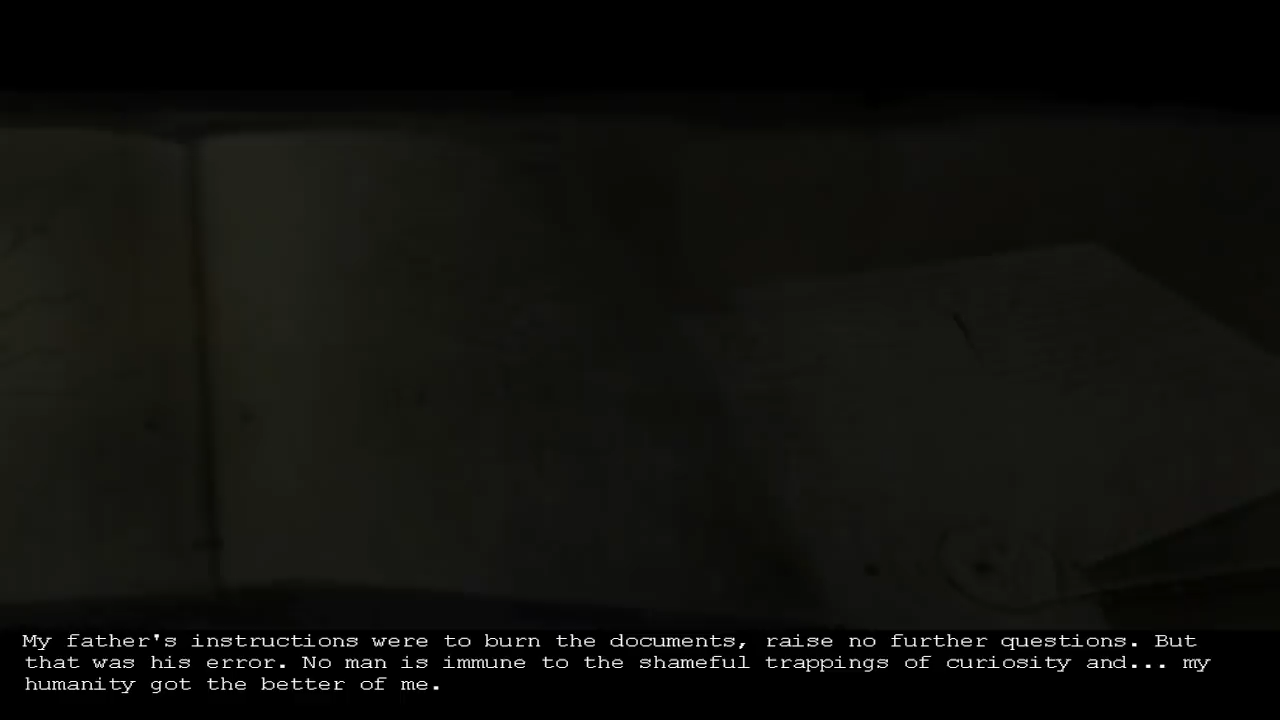 My father's instructions were to burn the documents, raise no further questions. But
that was his error. No man is immune to the shameful trappings of curiosity and... my
humanity got the better of me.